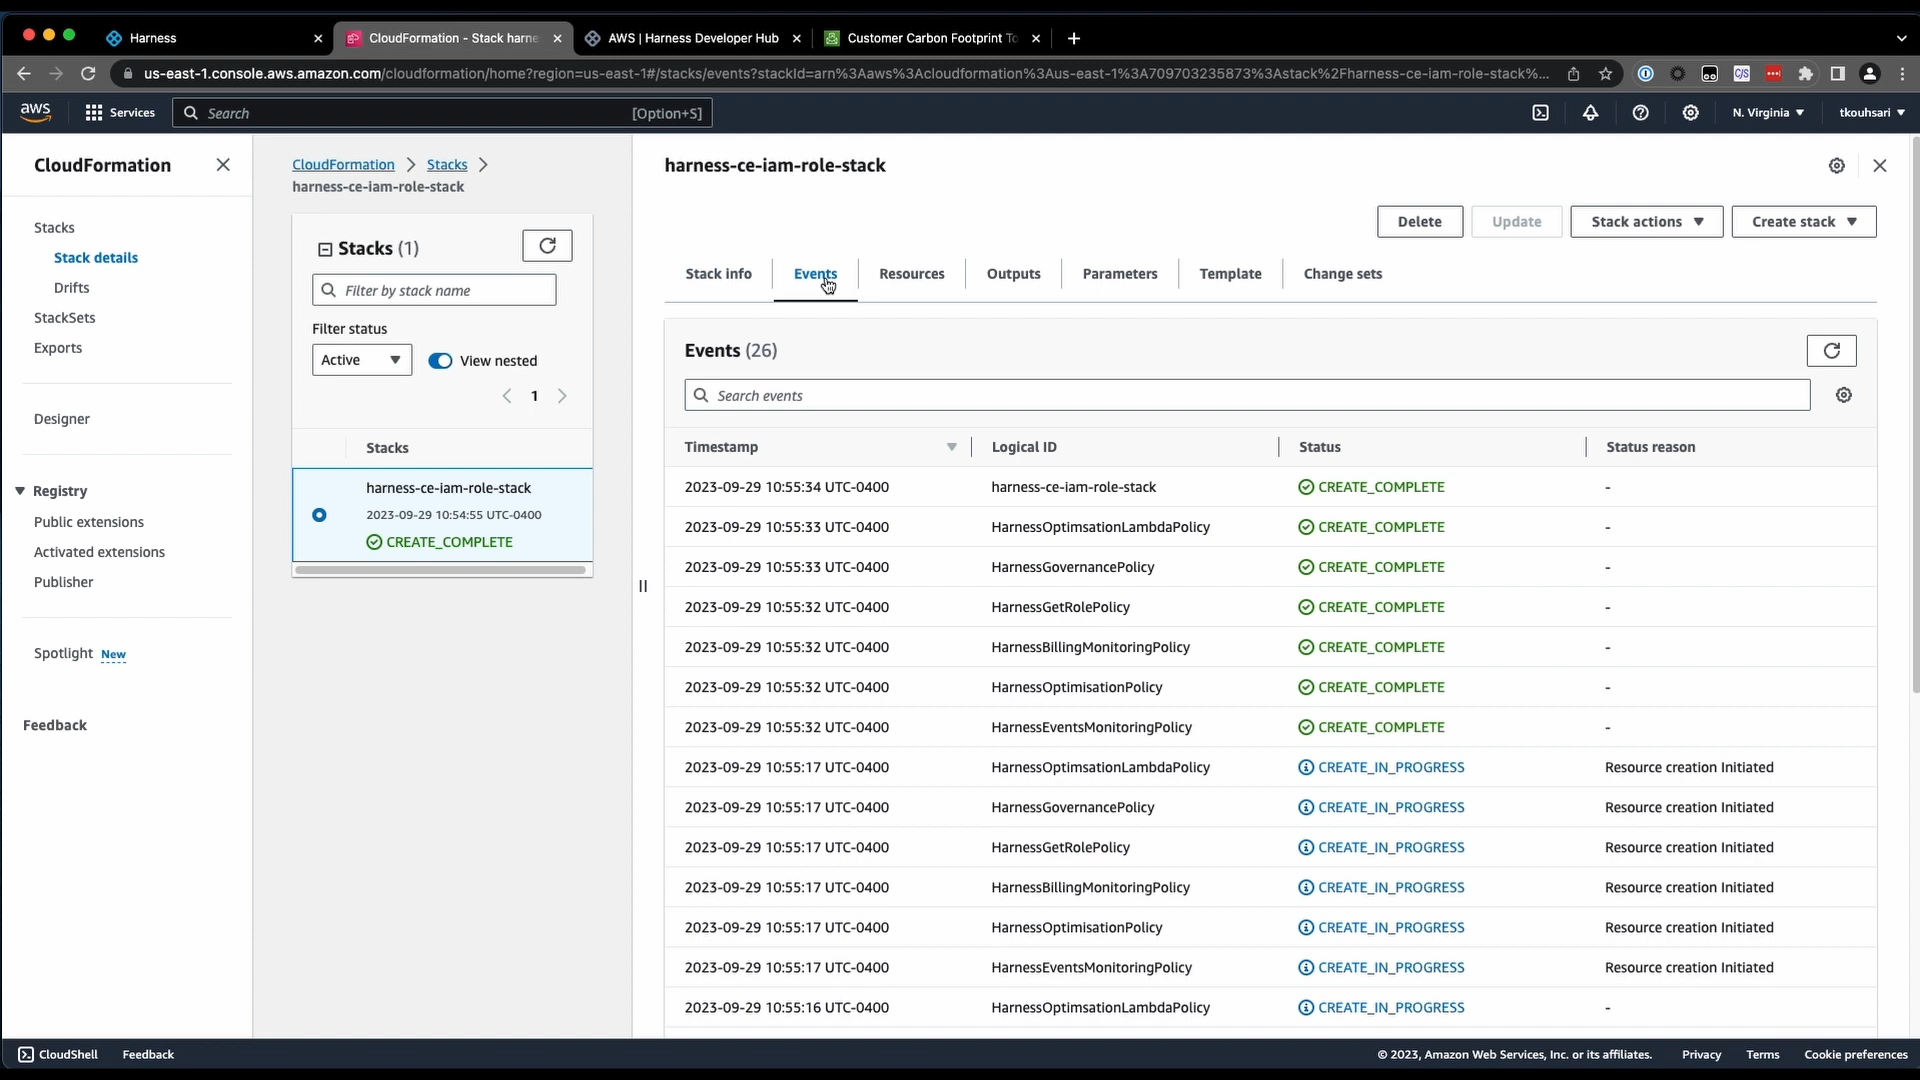 Harness
CloudFormation - Stack harne
AWS | Harness Developer Hub
Customer Carbon Footprint To
us-east-1.console.aws.amazon.com/cloudformation/home?region=us-east-1#/stacks/events?stackId=arn%3Aaws%3Acloudformation%3Aus-east-1%3A709703235873%3Astack%2Fharness-ce-iam-role-stack%...
aws
Services
Search
[Option+S]
N. Virginia
tkouhsari
CloudFormation
Stacks
Stack details
Drifts
StackSets
Exports
Designer
Registry
Public extensions
Activated extensions
Publisher
Spotlight New
Feedback
CloudFormation > Stacks >
harness-ce-iam-role-stack
Stacks (1)
Filter by stack name
Filter status
Active
View nested
1
Stacks
harness-ce-iam-role-stack
2023-09-29 10:54:55 UTC-0400
CREATE_COMPLETE
harness-ce-iam-role-stack
Delete
Update
Stack actions
Create stack
Stack info
Events
Resources
Outputs
Parameters
Template
Change sets
Events (26)
Search events
Timestamp Logical ID Status Status reason
2023-09-29 10:55:34 UTC-0400 harness-ce-iam-role-stack CREATE_COMPLETE -
2023-09-29 10:55:33 UTC-0400 HarnessOptimsationLambdaPolicy CREATE_COMPLETE -
2023-09-29 10:55:33 UTC-0400 HarnessGovernancePolicy CREATE_COMPLETE -
2023-09-29 10:55:32 UTC-0400 HarnessGetRolePolicy CREATE_COMPLETE -
2023-09-29 10:55:32 UTC-0400 HarnessBillingMonitoringPolicy CREATE_COMPLETE -
2023-09-29 10:55:32 UTC-0400 HarnessOptimisationPolicy CREATE_COMPLETE -
2023-09-29 10:55:32 UTC-0400 HarnessEventsMonitoringPolicy CREATE_COMPLETE -
2023-09-29 10:55:17 UTC-0400 HarnessOptimsationLambdaPolicy CREATE_IN_PROGRESS Resource creation Initiated
2023-09-29 10:55:17 UTC-0400 HarnessGovernancePolicy CREATE_IN_PROGRESS Resource creation Initiated
2023-09-29 10:55:17 UTC-0400 HarnessGetRolePolicy CREATE_IN_PROGRESS Resource creation Initiated
2023-09-29 10:55:17 UTC-0400 HarnessBillingMonitoringPolicy CREATE_IN_PROGRESS Resource creation Initiated
2023-09-29 10:55:17 UTC-0400 HarnessOptimisationPolicy CREATE_IN_PROGRESS Resource creation Initiated
2023-09-29 10:55:17 UTC-0400 HarnessEventsMonitoringPolicy CREATE_IN_PROGRESS Resource creation Initiated
2023-09-29 10:55:16 UTC-0400 HarnessOptimsationLambdaPolicy CREATE_IN_PROGRESS -
CloudShell
Feedback
© 2023, Amazon Web Services, Inc. or its affiliates.
Privacy
Terms
Cookie preferences